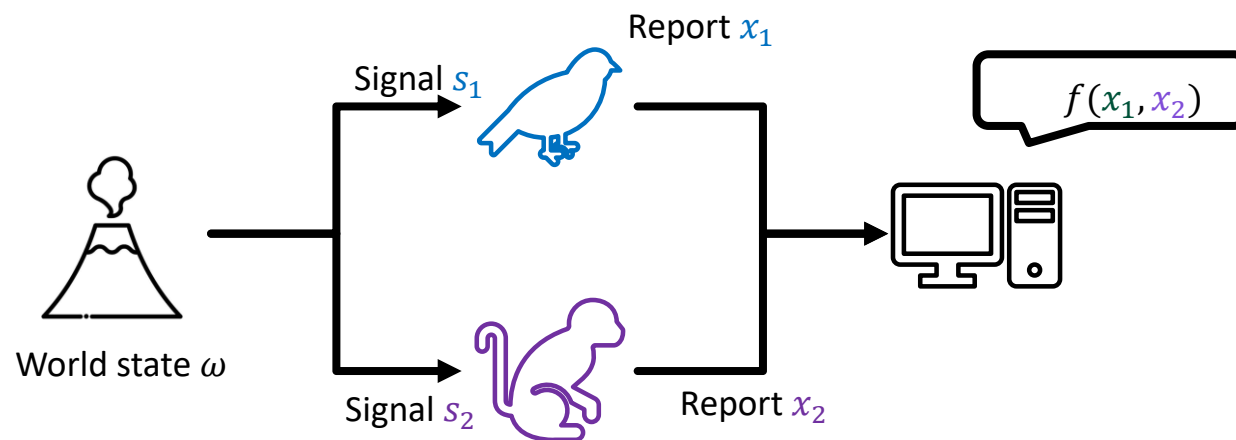 Report x₁
Signal s₁
f(x₁, x₂)
World state ω
Signal s₂
Report x₂